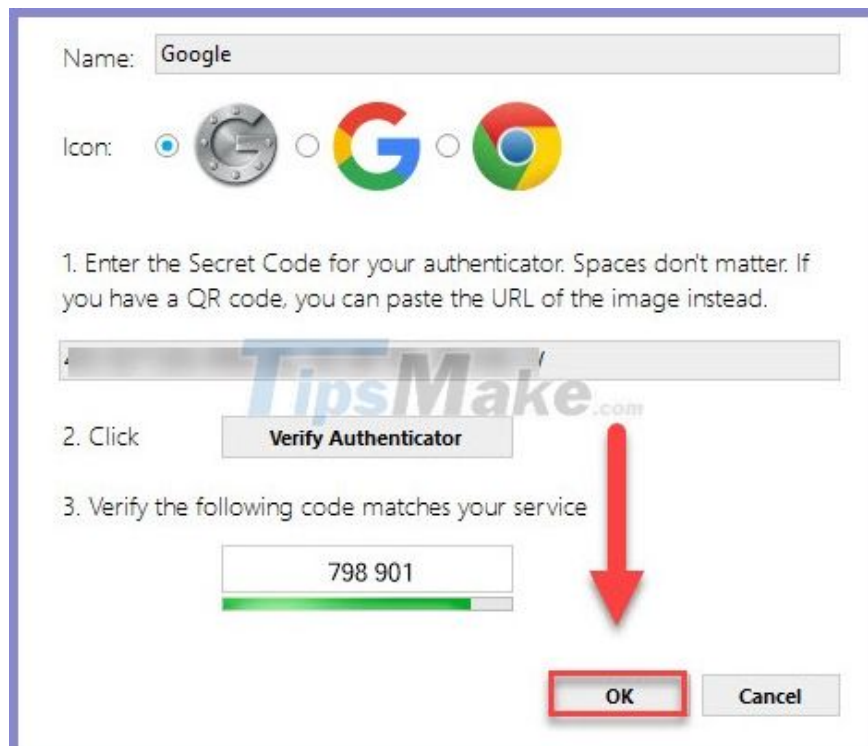 Name: Google
Icon:
1. Enter the Secret Code for your authenticator. Spaces don't matter. If
you have a QR code, you can paste the URL of the image instead.
TipsMake.com
2. Click Verify Authenticator
3. Verify the following code matches your service
798 901
OK Cancel